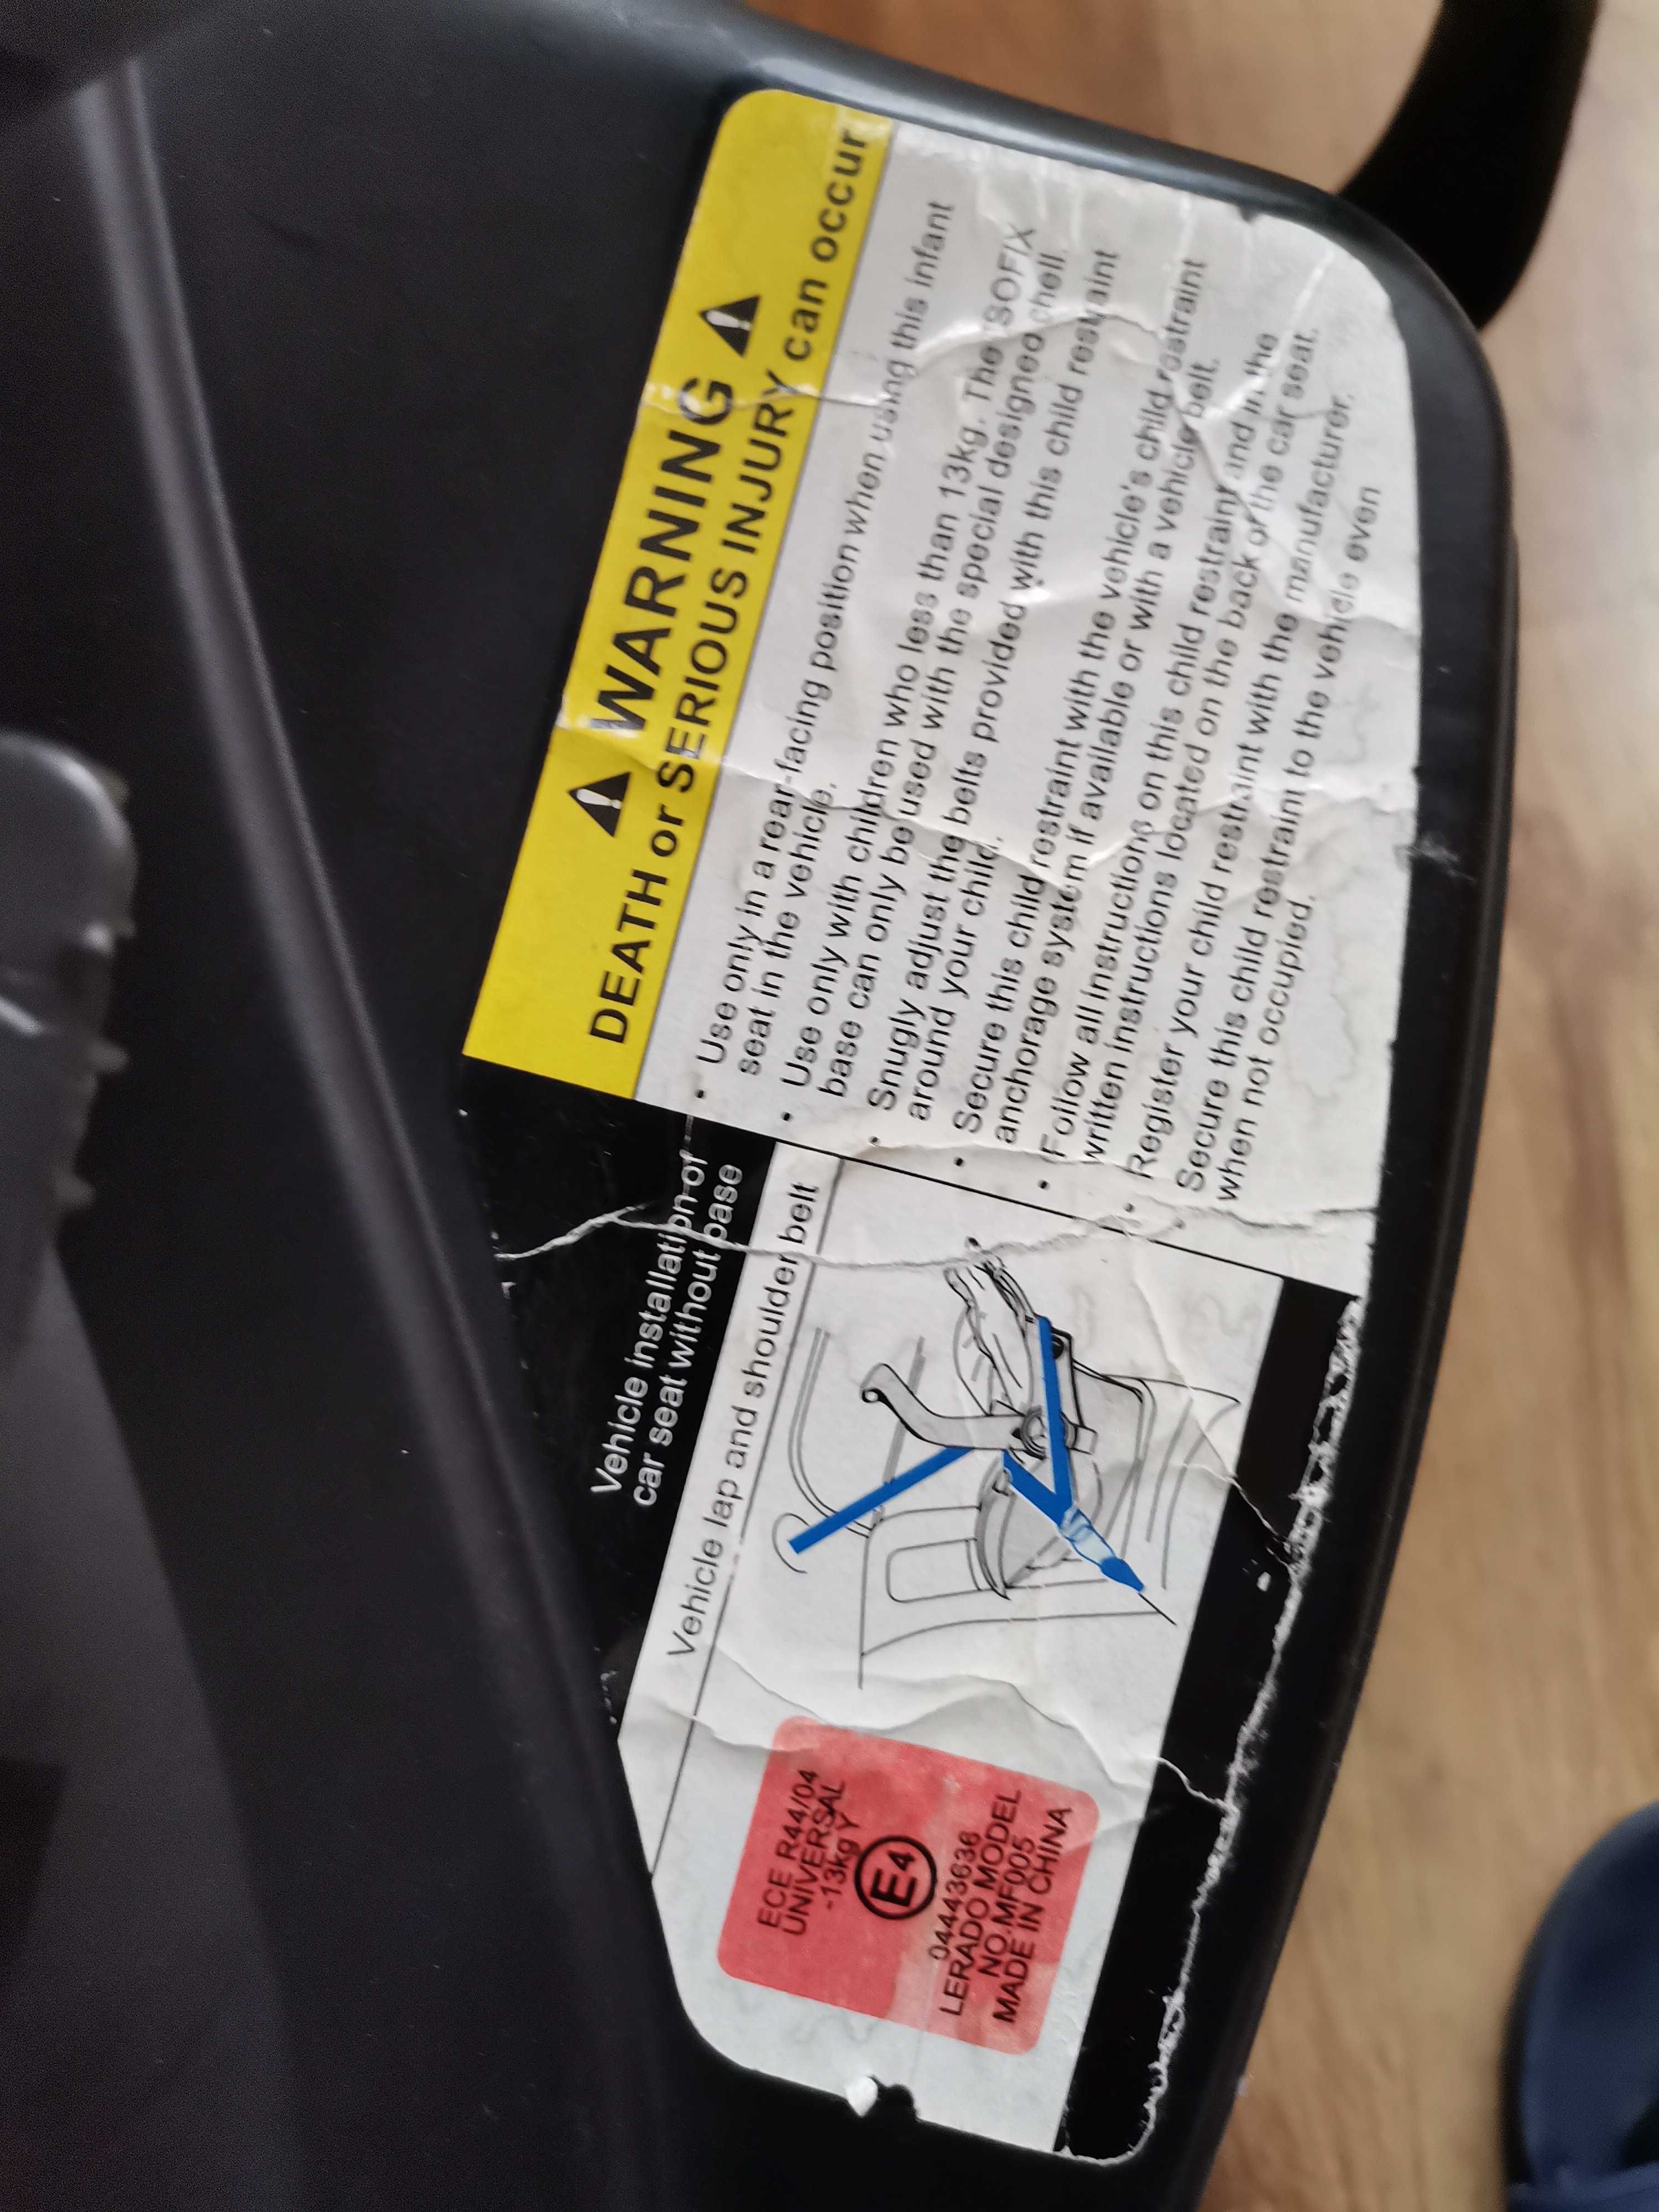 WARNING
DEATH or SERIOUS INJURY can occur
• Use only in a rear-facing position when using this infant
seat in the vehicle.
• Use only with children who less than 13kg. The ISOFIX
base can only be used with the special designed shell.
• Snugly adjust the belts provided with this child restraint
around your child.
• Secure this child restraint with the vehicle's child restraint
anchorage system if available or with a vehicle belt.
• Follow all instructions on this child restraint and in the
written instructions located on the back of the car seat.
• Register your child restraint with the manufacturer.
• Secure this child restraint to the vehicle even
when not occupied.
Vehicle installation of
car seat without base
Vehicle lap and shoulder belt
ECE R44/04
UNIVERSAL
-13kg Y
E4
04443636
LERADO MODEL
NO.MF005
MADE IN CHINA